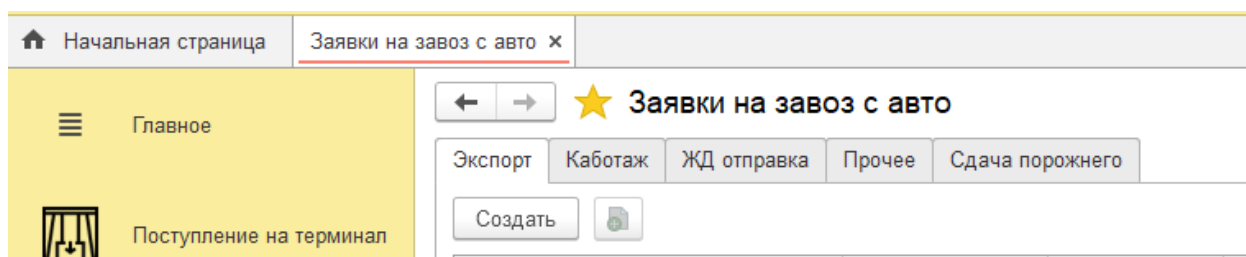 Начальная страница
Заявки на завоз с авто ×
Главное
Заявки на завоз с авто
Экспорт Каботаж ЖД отправка Прочее Сдача порожнего
Создать
Поступление на терминал